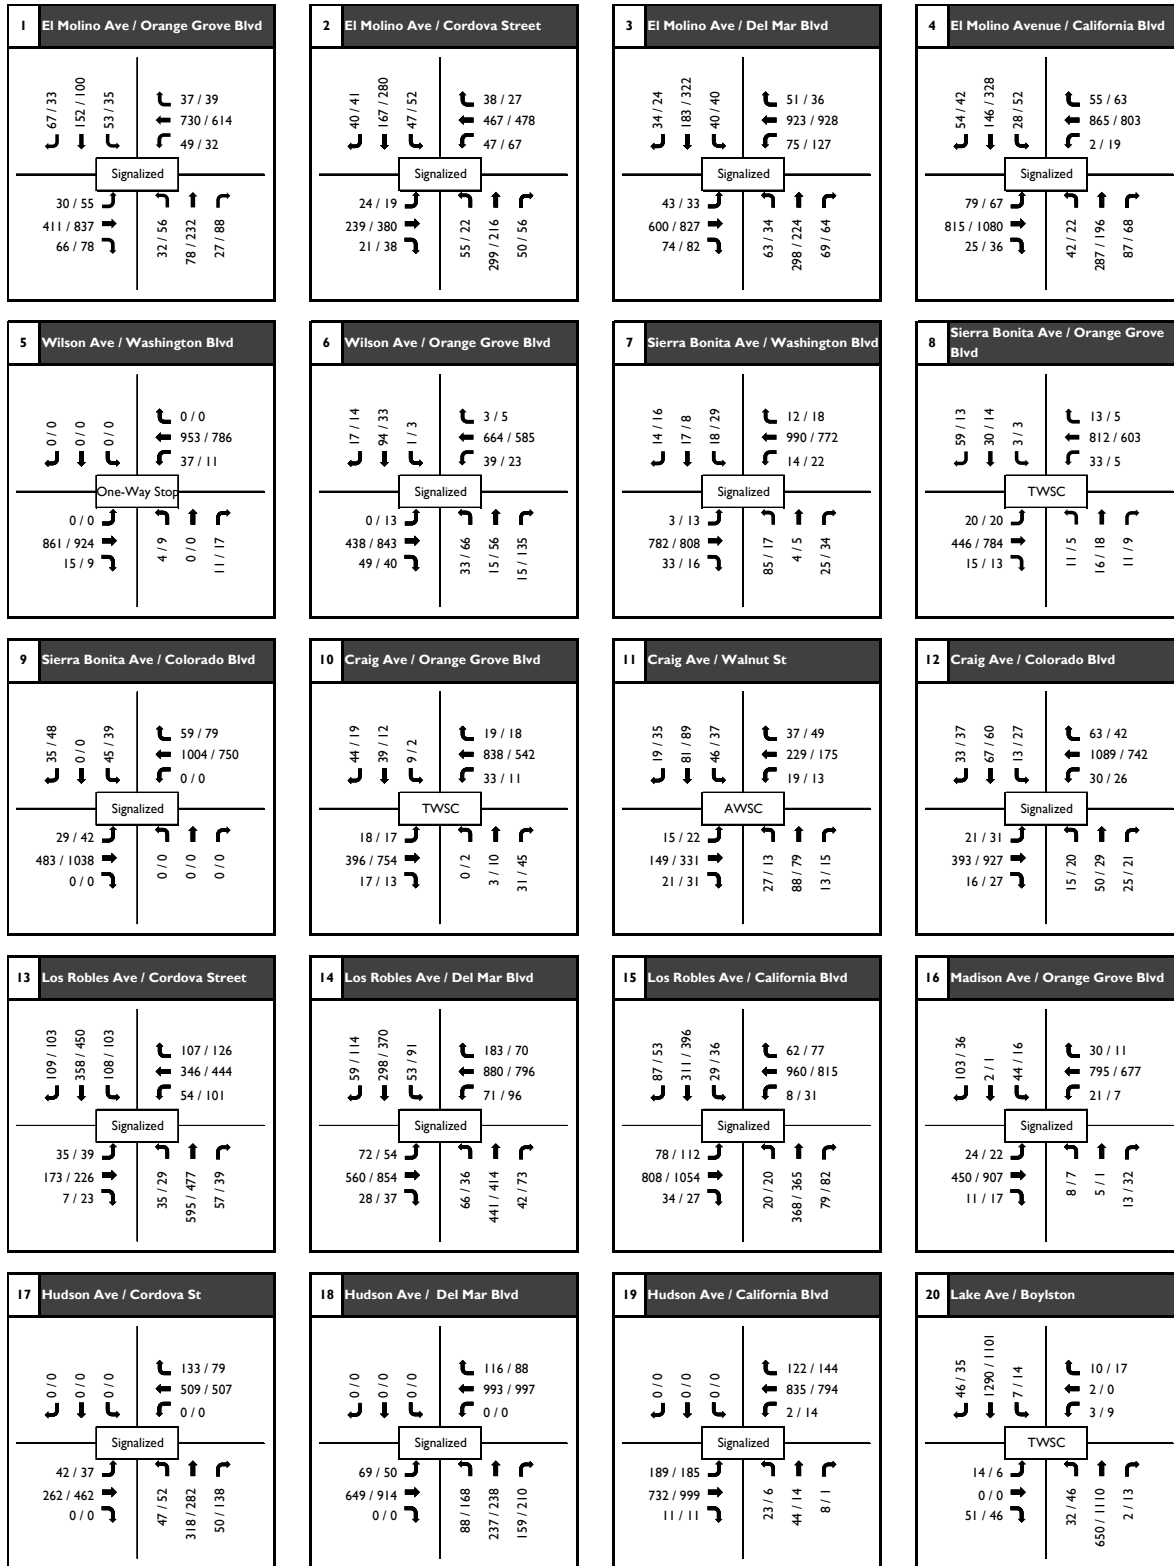 1 El Molino Ave / Orange Grove Blvd
67 / 33
152 / 100
53 / 35
37 / 39
730 / 614
49 / 32
Signalized
30 / 55
411 / 837
66 / 78
32 / 56
78 / 232
27 / 88
2 El Molino Ave / Cordova Street
40 / 41
167 / 280
47 / 52
38 / 27
467 / 478
47 / 67
Signalized
24 / 19
239 / 380
21 / 38
55 / 22
299 / 216
50 / 56
3 El Molino Ave / Del Mar Blvd
34 / 24
183 / 322
40 / 40
51 / 36
923 / 928
75 / 127
Signalized
43 / 33
600 / 827
74 / 82
63 / 34
298 / 224
69 / 64
4 El Molino Avenue / California Blvd
54 / 42
146 / 328
28 / 52
55 / 63
865 / 803
2 / 19
Signalized
79 / 67
815 / 1080
25 / 36
42 / 22
287 / 196
87 / 68
5 Wilson Ave / Washington Blvd
0 / 0
0 / 0
0 / 0
0 / 0
953 / 786
37 / 11
One-Way Stop
0 / 0
861 / 924
15 / 9
4 / 9
0 / 0
11 / 17
6 Wilson Ave / Orange Grove Blvd
17 / 14
94 / 33
1 / 3
3 / 5
664 / 585
39 / 23
Signalized
0 / 13
438 / 843
49 / 40
33 / 66
15 / 56
15 / 135
7 Sierra Bonita Ave / Washington Blvd
14 / 16
17 / 8
18 / 29
12 / 18
990 / 772
14 / 22
Signalized
3 / 13
782 / 808
33 / 16
85 / 17
4 / 5
25 / 34
8 Sierra Bonita Ave / Orange Grove
Blvd
59 / 13
30 / 14
3 / 3
13 / 5
812 / 603
33 / 5
TWSC
20 / 20
446 / 784
15 / 13
11 / 5
16 / 18
11 / 9
9 Sierra Bonita Ave / Colorado Blvd
35 / 48
0 / 0
45 / 39
59 / 79
1004 / 750
0 / 0
Signalized
29 / 42
483 / 1038
0 / 0
0 / 0
0 / 0
0 / 0
10 Craig Ave / Orange Grove Blvd
44 / 19
39 / 12
9 / 2
19 / 18
838 / 542
33 / 11
TWSC
18 / 17
396 / 754
17 / 13
0 / 2
3 / 10
31 / 45
11 Craig Ave / Walnut St
19 / 35
81 / 89
46 / 37
37 / 49
229 / 175
19 / 13
AWSC
15 / 22
149 / 331
21 / 31
27 / 13
88 / 79
13 / 15
12 Craig Ave / Colorado Blvd
33 / 37
67 / 60
13 / 27
63 / 42
1089 / 742
30 / 26
Signalized
21 / 31
393 / 927
16 / 27
15 / 20
50 / 29
25 / 21
13 Los Robles Ave / Cordova Street
109 / 103
358 / 450
108 / 103
107 / 126
346 / 444
54 / 101
Signalized
35 / 39
173 / 226
7 / 23
35 / 29
595 / 477
57 / 39
14 Los Robles Ave / Del Mar Blvd
59 / 114
298 / 370
53 / 91
183 / 70
880 / 796
71 / 96
Signalized
72 / 54
560 / 854
28 / 37
66 / 36
441 / 414
42 / 73
15 Los Robles Ave / California Blvd
87 / 53
311 / 396
29 / 36
62 / 77
960 / 815
8 / 31
Signalized
78 / 112
808 / 1054
34 / 27
20 / 20
368 / 365
79 / 82
16 Madison Ave / Orange Grove Blvd
103 / 36
2 / 1
44 / 16
30 / 11
795 / 677
21 / 7
Signalized
24 / 22
450 / 907
11 / 17
8 / 7
5 / 1
13 / 32
17 Hudson Ave / Cordova St
0 / 0
0 / 0
0 / 0
133 / 79
509 / 507
0 / 0
Signalized
42 / 37
262 / 462
0 / 0
47 / 52
318 / 282
50 / 138
18 Hudson Ave / Del Mar Blvd
0 / 0
0 / 0
0 / 0
116 / 88
993 / 997
0 / 0
Signalized
69 / 50
649 / 914
0 / 0
88 / 168
237 / 238
159 / 210
19 Hudson Ave / California Blvd
0 / 0
0 / 0
0 / 0
122 / 144
835 / 794
2 / 14
Signalized
189 / 185
732 / 999
11 / 11
23 / 6
44 / 14
8 / 1
20 Lake Ave / Boylston
46 / 35
1290 / 1101
7 / 14
10 / 17
2 / 0
3 / 9
TWSC
14 / 6
0 / 0
51 / 46
32 / 46
650 / 1110
2 / 13